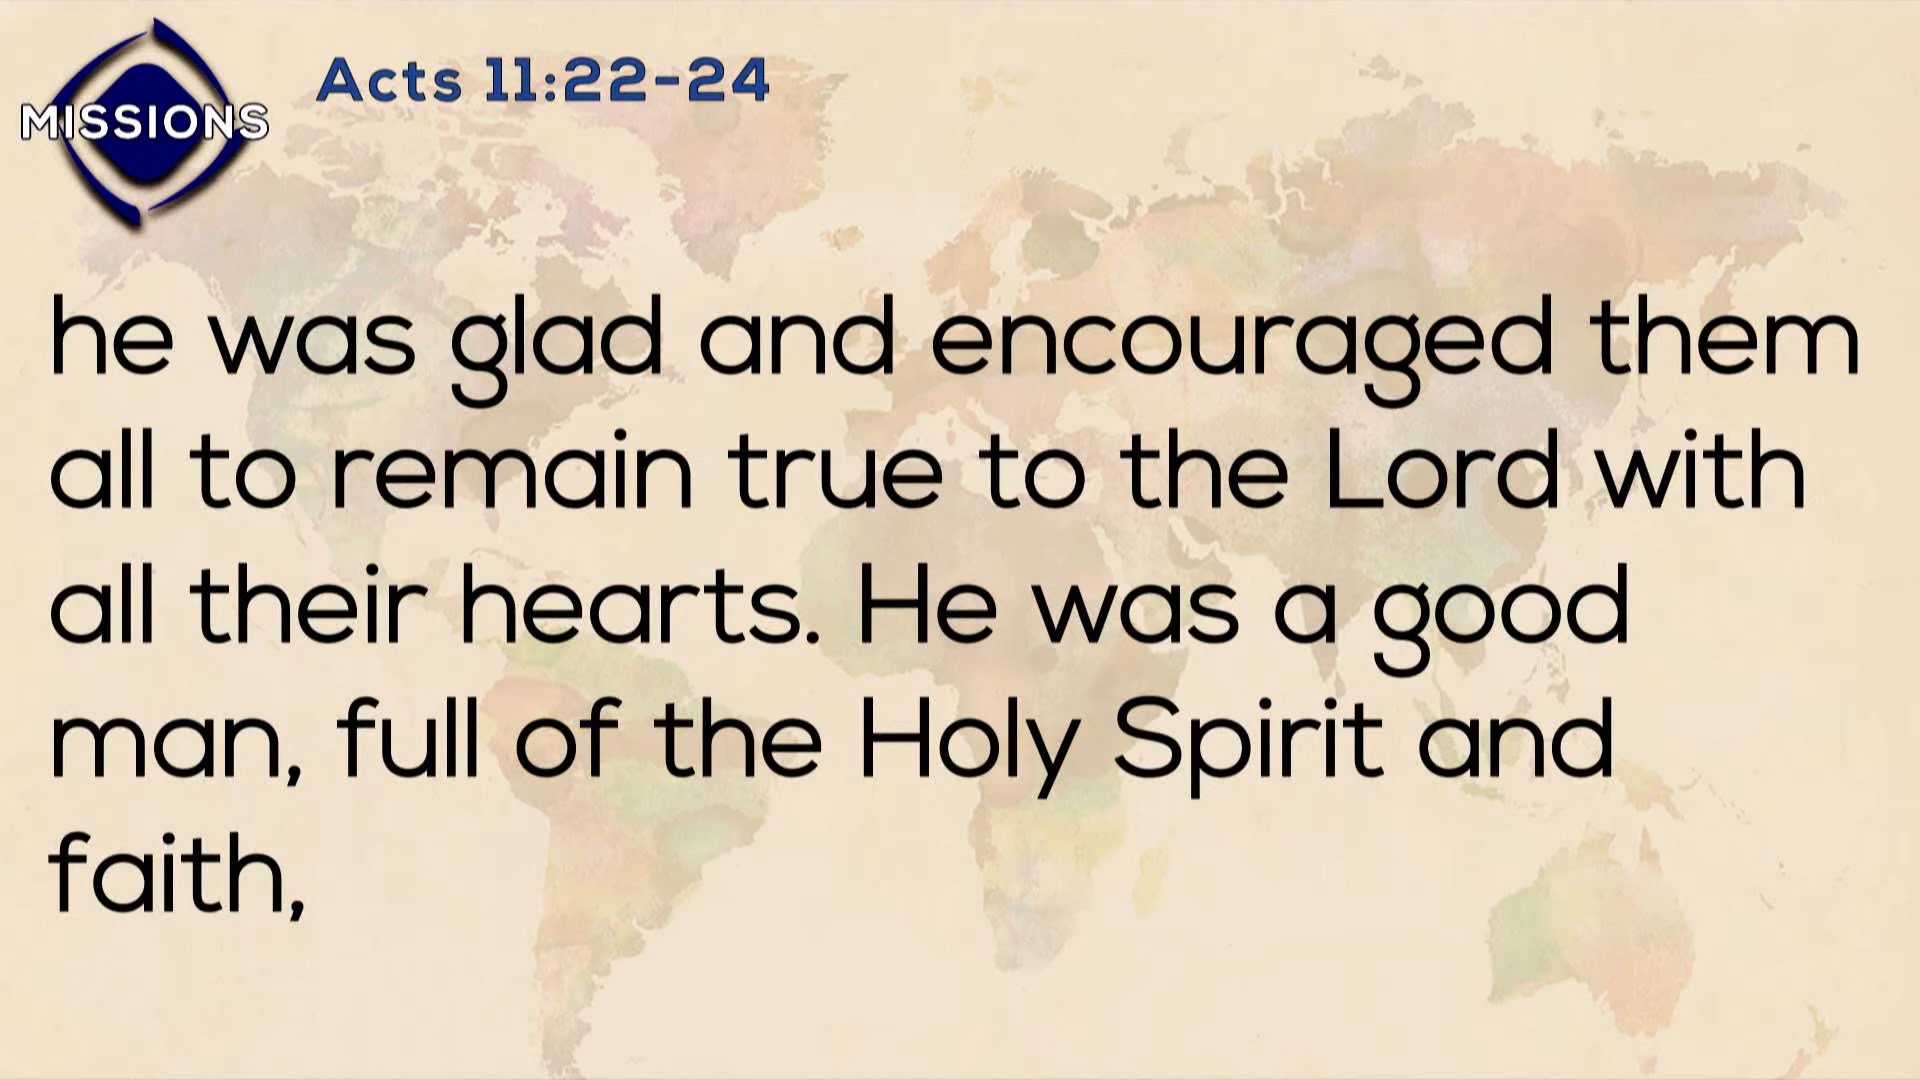 MISSIONS
Acts 11:22-24
he was glad and encouraged them
all to remain true to the Lord with
all their hearts. He was a good
man, full of the Holy Spirit and
faith,